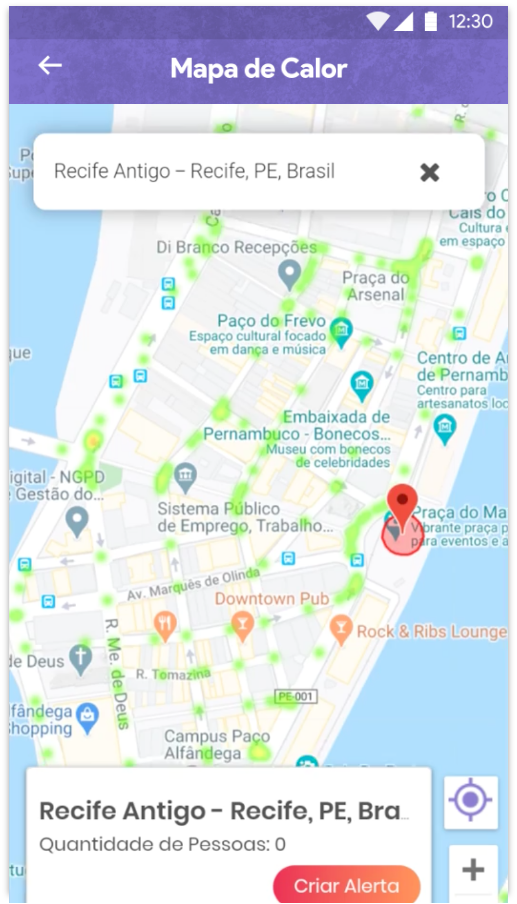 12:30
Mapa de Calor
Recife Antigo – Recife, PE, Brasil
Di Branco Recepções
Cais do
Cultura
em espaço
Praça do
Arsenal
Paço do Frevo
Espaço cultural focado
em dança e música
Centro de Ar
de Pernamb
Centro para
artesanatos loc
Embaixada de
Pernambuco - Bonecos...
Museu com bonecos
de celebridades
igital - NGPD
Gestão do...
Sistema Público
de Emprego, Trabalho...
Praça do Ma
Vibrante praça p
para eventos e a
Av. Marquês de Olinda
Downtown Pub
Rock & Ribs Lounge
R. Me. de Deus
de Deus
R. Tomazina
PE-001
lfândega
Shopping
Campus Paço
Alfândega
Recife Antigo - Recife, PE, Bra...
Quantidade de Pessoas: 0
Criar Alerta
+